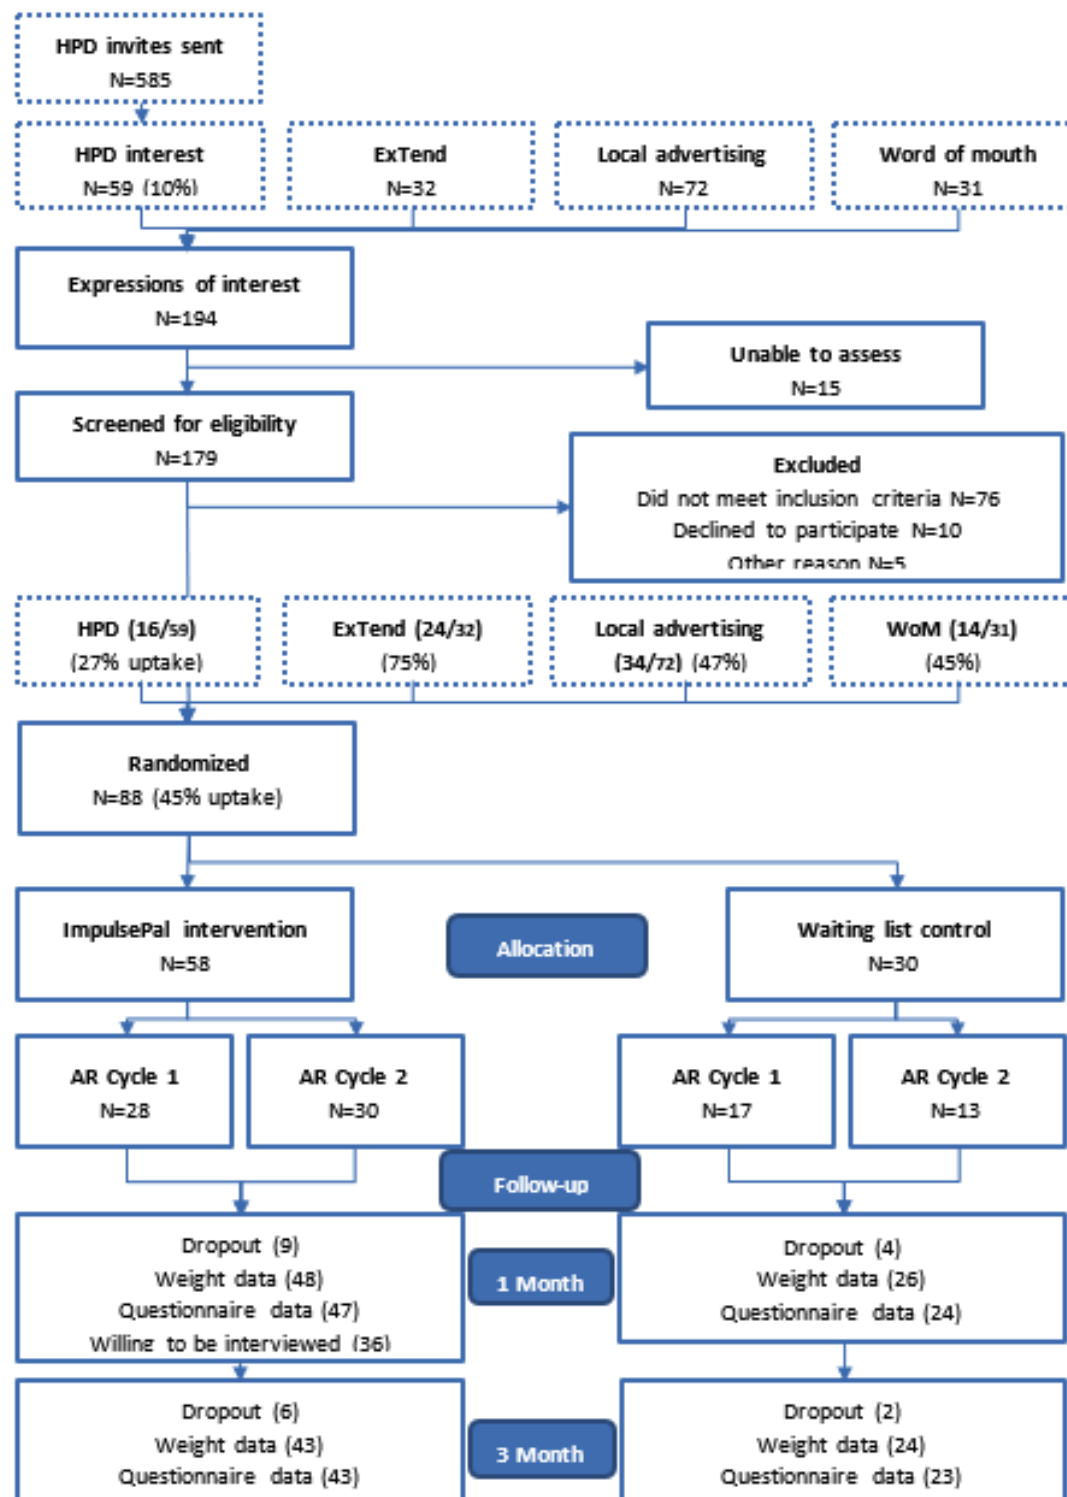 HPD invites sent
N=585
HPD interest
N=59 (10%)
ExTend
N=32
Local advertising
N=72
Word of mouth
N=31
Expressions of interest
N=194
Unable to assess
N=15
Screened for eligibility
N=179
Excluded
Did not meet inclusion criteria N=76
Declined to participate N=10
Other reason N=5
HPD (16/59)
(27% uptake)
ExTend (24/32)
(75%)
Local advertising
(34/72) (47%)
WoM (14/31)
(45%)
Randomized
N=88 (45% uptake)
ImpulsePal intervention
N=58
Allocation
Waiting list control
N=30
AR Cycle 1
N=28
AR Cycle 2
N=30
AR Cycle 1
N=17
AR Cycle 2
N=13
Follow-up
Dropout (9)
Weight data (48)
Questionnaire data (47)
Willing to be interviewed (36)
1 Month
Dropout (4)
Weight data (26)
Questionnaire data (24)
Dropout (6)
Weight data (43)
Questionnaire data (43)
3 Month
Dropout (2)
Weight data (24)
Questionnaire data (23)